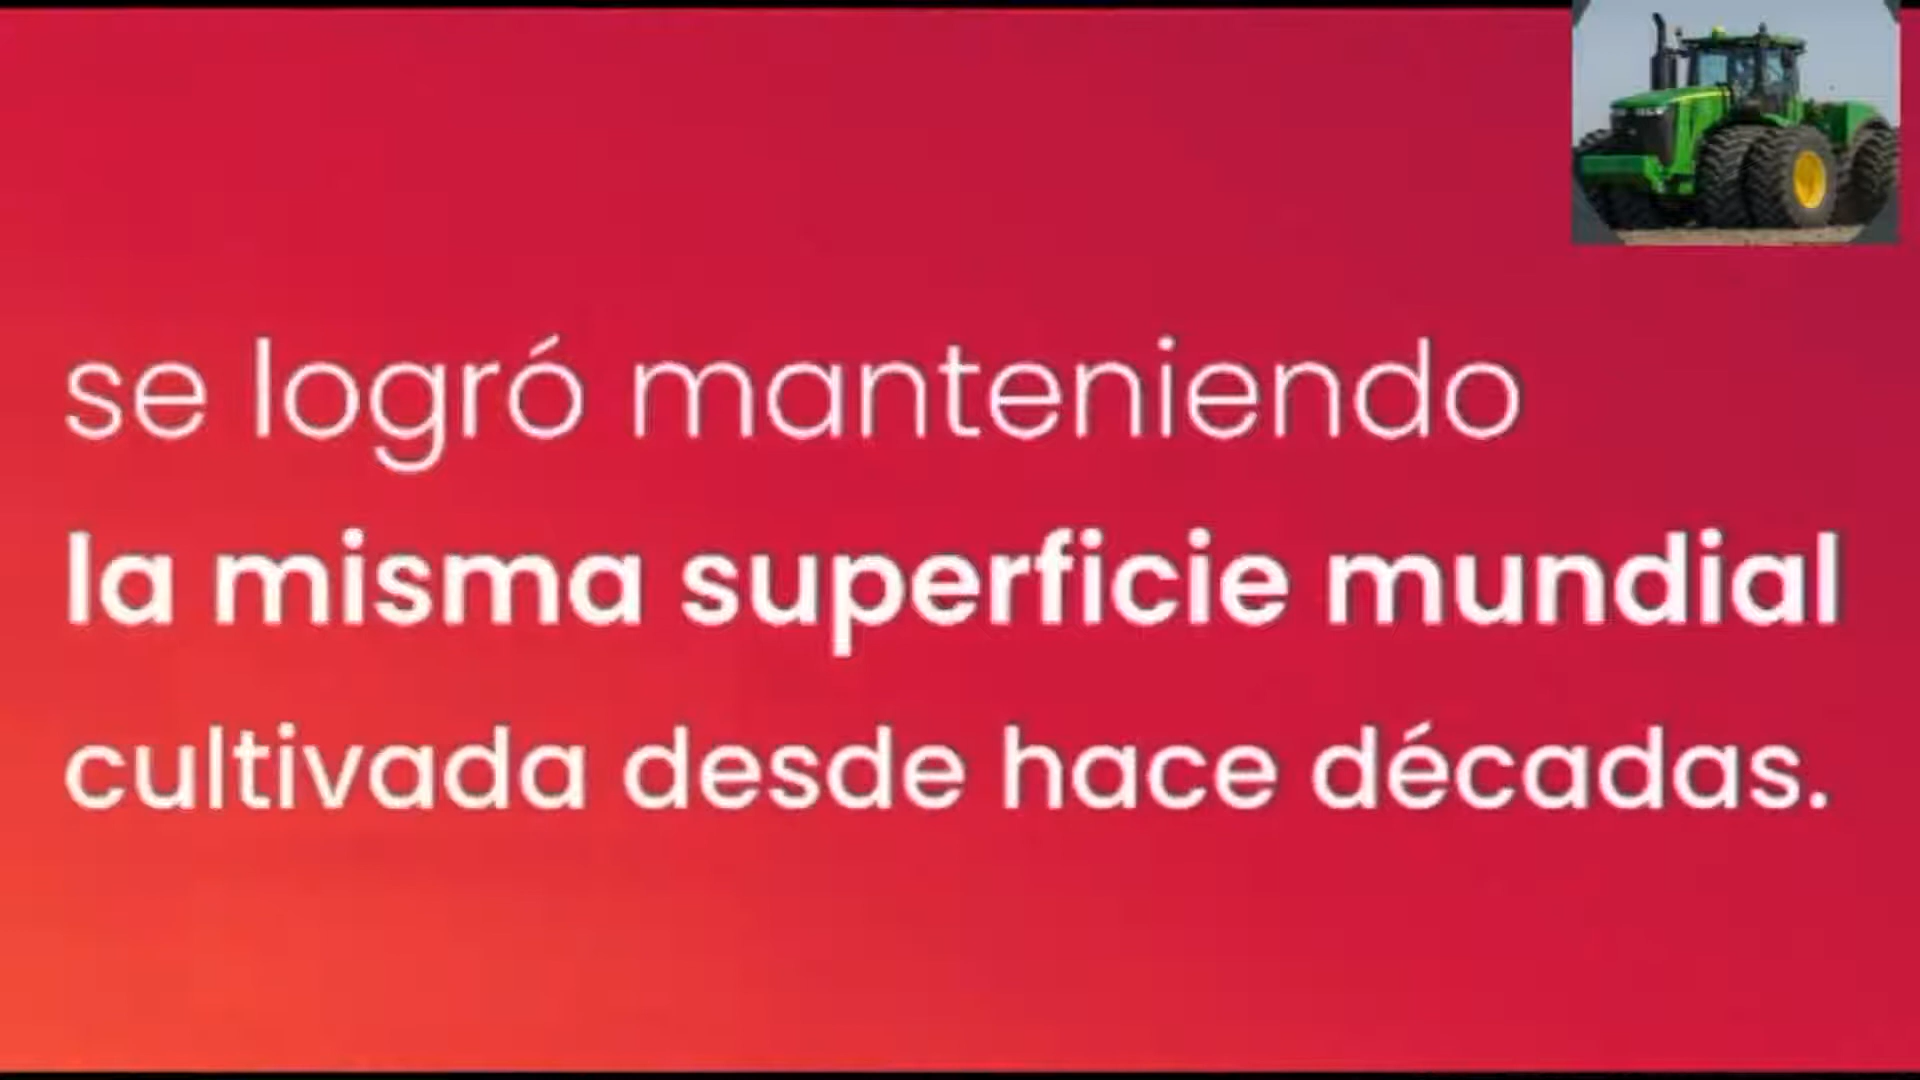 se logró manteniendo
la misma superficie mundial
cultivada desde hace décadas.